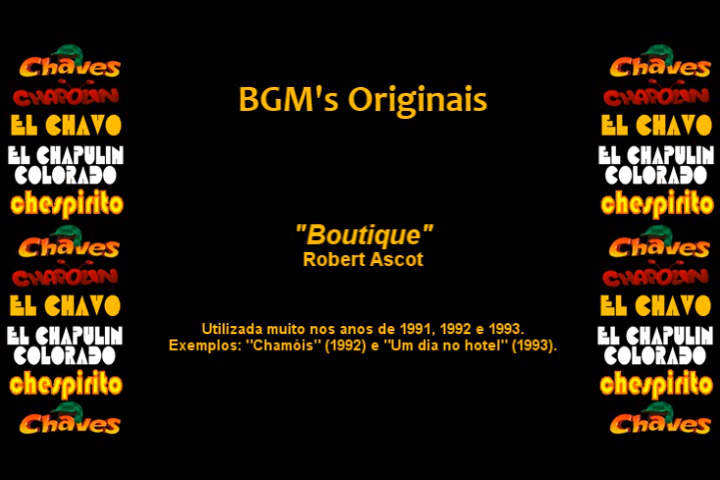 Chaves
CHAPOLIN
EL CHAVO
EL CHAPULIN
COLORADO
chespirito
Chaves
CHAPOLIN
EL CHAVO
EL CHAPULIN
COLORADO
chespirito
Chaves
BGM's Originais
"Boutique"
Robert Ascot
Utilizada muito nos anos de 1991, 1992 e 1993.
Exemplos: "Chamóis" (1992) e "Um dia no hotel" (1993).
Chaves
CHAPOLIN
EL CHAVO
EL CHAPULIN
COLORADO
chespirito
Chaves
CHAPOLIN
EL CHAVO
EL CHAPULIN
COLORADO
chespirito
Chaves